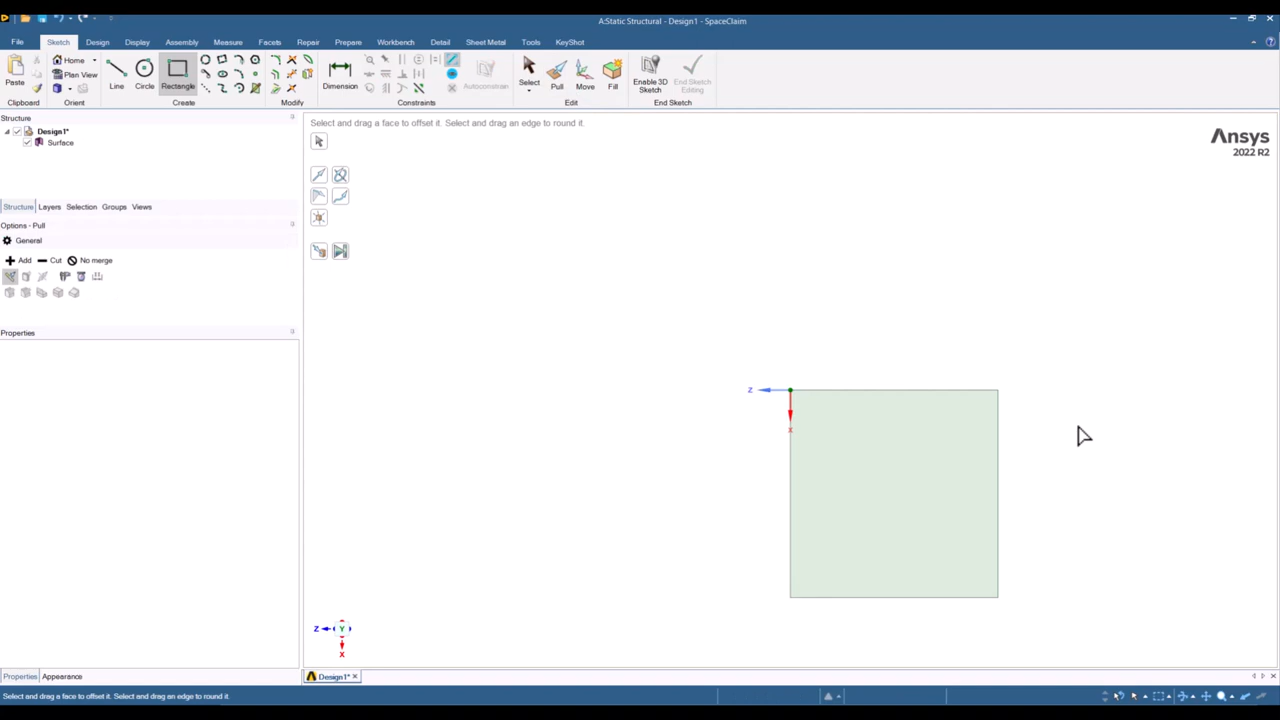 A:Static Structural - Design1 - SpaceClaim
File Sketch Design Display Assembly Measure Facets Repair Prepare Workbench Detail Sheet Metal Tools KeyShot
Paste
Home
Plan View
Line Circle Rectangle
Dimension
Autoconstrain
Select Pull Move Fill
Enable 3D Sketch
End Sketch Editing
Clipboard Orient Create Modify Constraints Edit End Sketch
Structure
Design1*
Surface
Structure Layers Selection Groups Views
Options - Pull
General
Add Cut No merge
Properties
Select and drag a face to offset it. Select and drag an edge to round it.
Ansys
2022 R2
Z
X
Y
Z
X
Properties Appearance
Design1*
Select and drag a face to offset it. Select and drag an edge to round it.